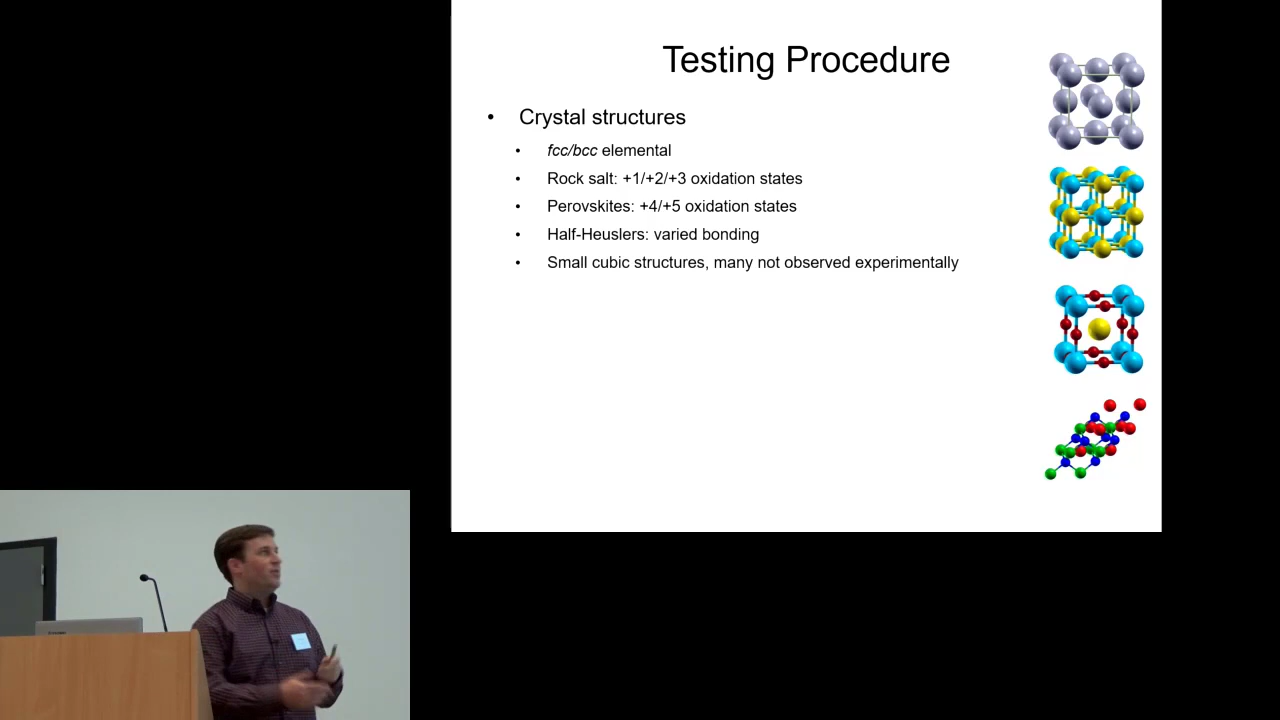 Testing Procedure
• Crystal structures
• fcc/bcc elemental
• Rock salt: +1/+2/+3 oxidation states
• Perovskites: +4/+5 oxidation states
• Half-Heuslers: varied bonding
• Small cubic structures, many not observed experimentally